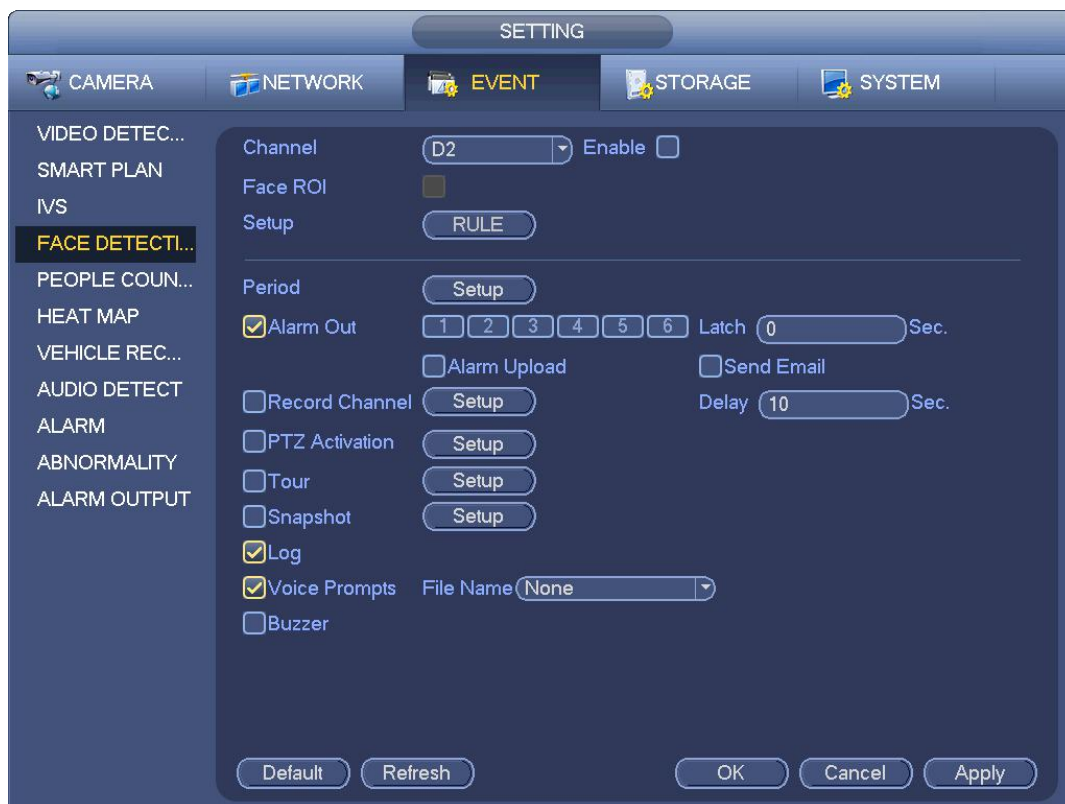 SETTING
CAMERA NETWORK EVENT STORAGE SYSTEM
VIDEO DETEC...
SMART PLAN
IVS
FACE DETECTI...
PEOPLE COUN...
HEAT MAP
VEHICLE REC...
AUDIO DETECT
ALARM
ABNORMALITY
ALARM OUTPUT
Channel D2 Enable
Face ROI
Setup RULE
Period Setup
Alarm Out 1 2 3 4 5 6 Latch 0 Sec.
Alarm Upload Send Email
Record Channel Setup Delay 10 Sec.
PTZ Activation Setup
Tour Setup
Snapshot Setup
Log
Voice Prompts File Name None
Buzzer
Default Refresh OK Cancel Apply